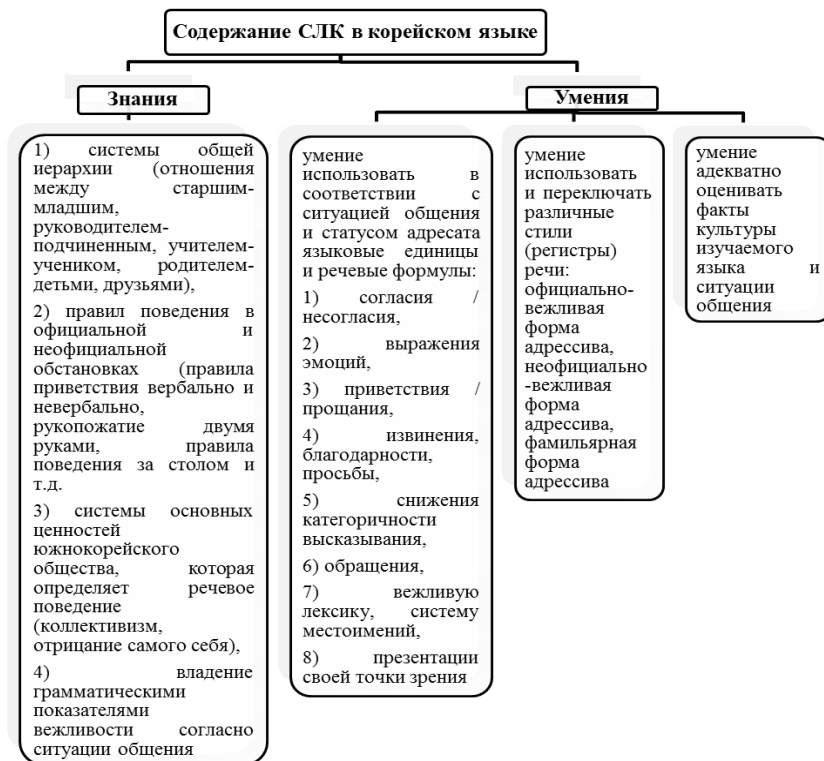 Содержание СЛК в корейском языке
Знания
Умения
1) системы общей
иерархии (отношения
между старшим-
младшим,
руководителем-
подчиненным, учителем-
учеником, родителем-
детьми, друзьями),
2) правил поведения в
официальной и
неофициальной
обстановках (правила
приветствия вербально и
невербально,
рукопожатие двумя
руками, правила
поведения за столом и
т.д.
3) системы основных
ценностей
южнокорейского
общества, которая
определяет речевое
поведение
(коллективизм,
отрицание самого себя),
4) владение
грамматическими
показателями
вежливости согласно
ситуации общения
умение
использовать в
соответствии с
ситуацией общения
и статусом адресата
языковые единицы
и речевые формулы:
1) согласия /
несогласия,
2) выражения
эмоций,
3) приветствия /
прощания,
4) извинения,
благодарности,
просьбы,
5) снижения
категоричности
высказывания,
6) обращения,
7) вежливую
лексику, систему
местоимений,
8) презентации
своей точки зрения
умение
использовать
и переключать
различные
стили
(регистры)
речи:
официально-
вежливая
форма
адрессива,
неофициально
-вежливая
форма
адрессива,
фамильярная
форма
адрессива
умение
адекватно
оценивать
факты
культуры
изучаемого
языка и
ситуации
общения